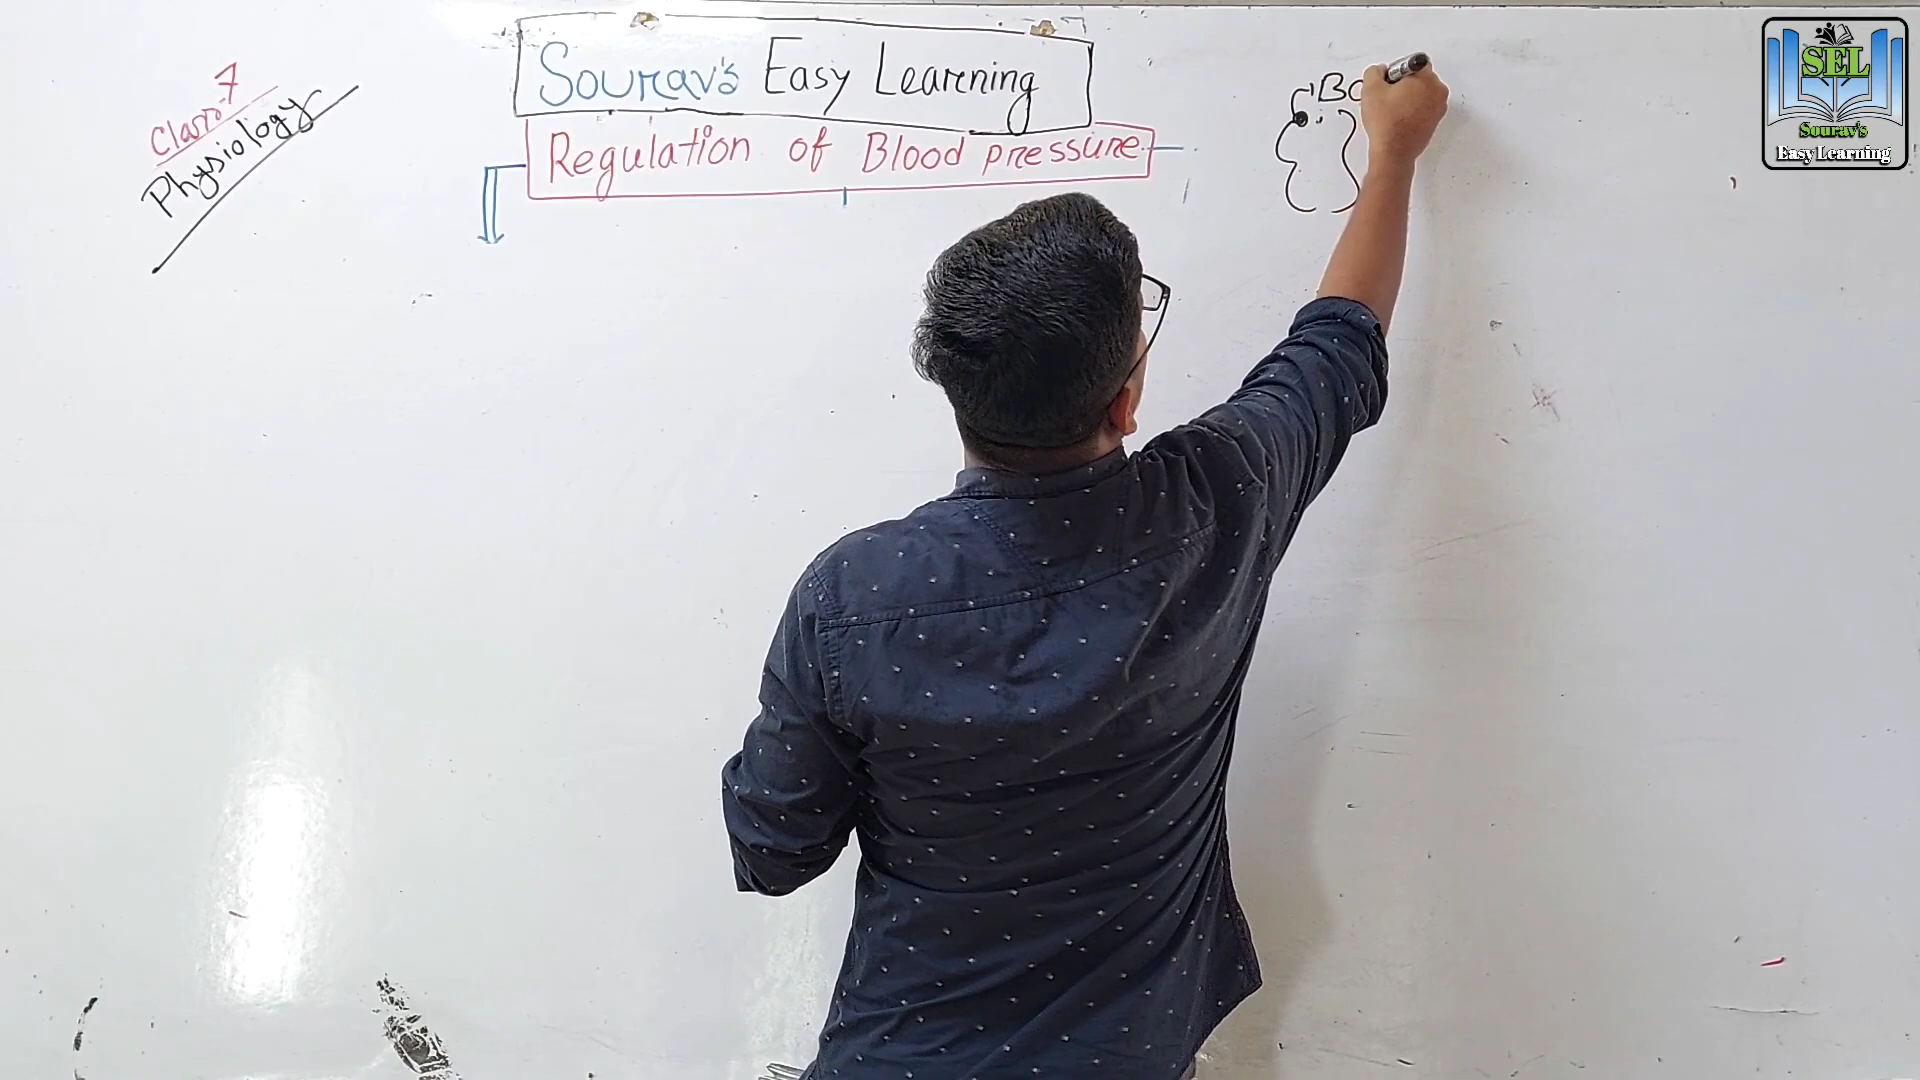 Class-7
Physiology
Sourav's Easy Learning
Regulation of Blood pressure
SEL
Sourav's
Easy Learning